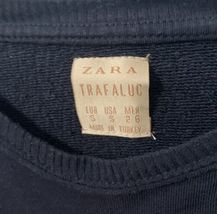 ZARA
TRAFALUC
EUR USA MEX
S S 26
MADE IN TURKEY